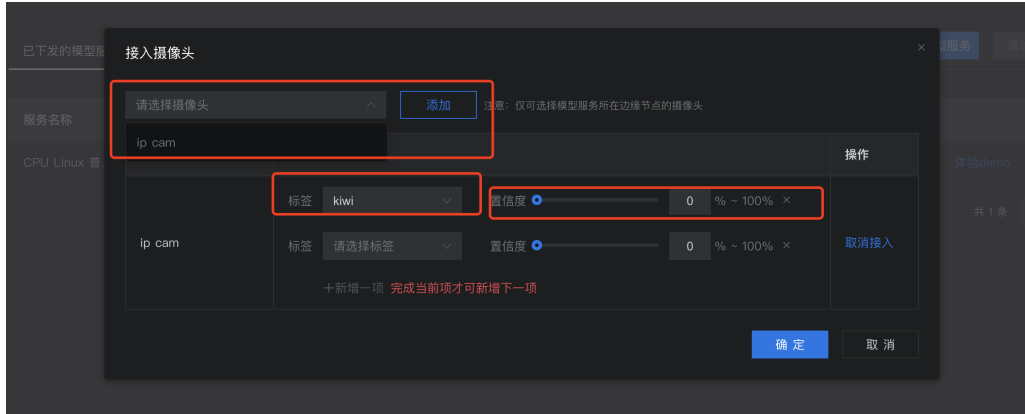 已下发的模型服
接入摄像头
×
型服务
请选择摄像头
添加
注意：仅可选择模型服务所在边缘节点的摄像头
服务名称
ip cam
操作
CPU Linux 普
体验demo
标签 kiwi 置信度 0 % ~ 100% ×
共 1 条
ip cam
标签 请选择标签 置信度 0 % ~ 100% ×
取消接入
＋新增一项 完成当前项才可新增下一项
确 定
取 消